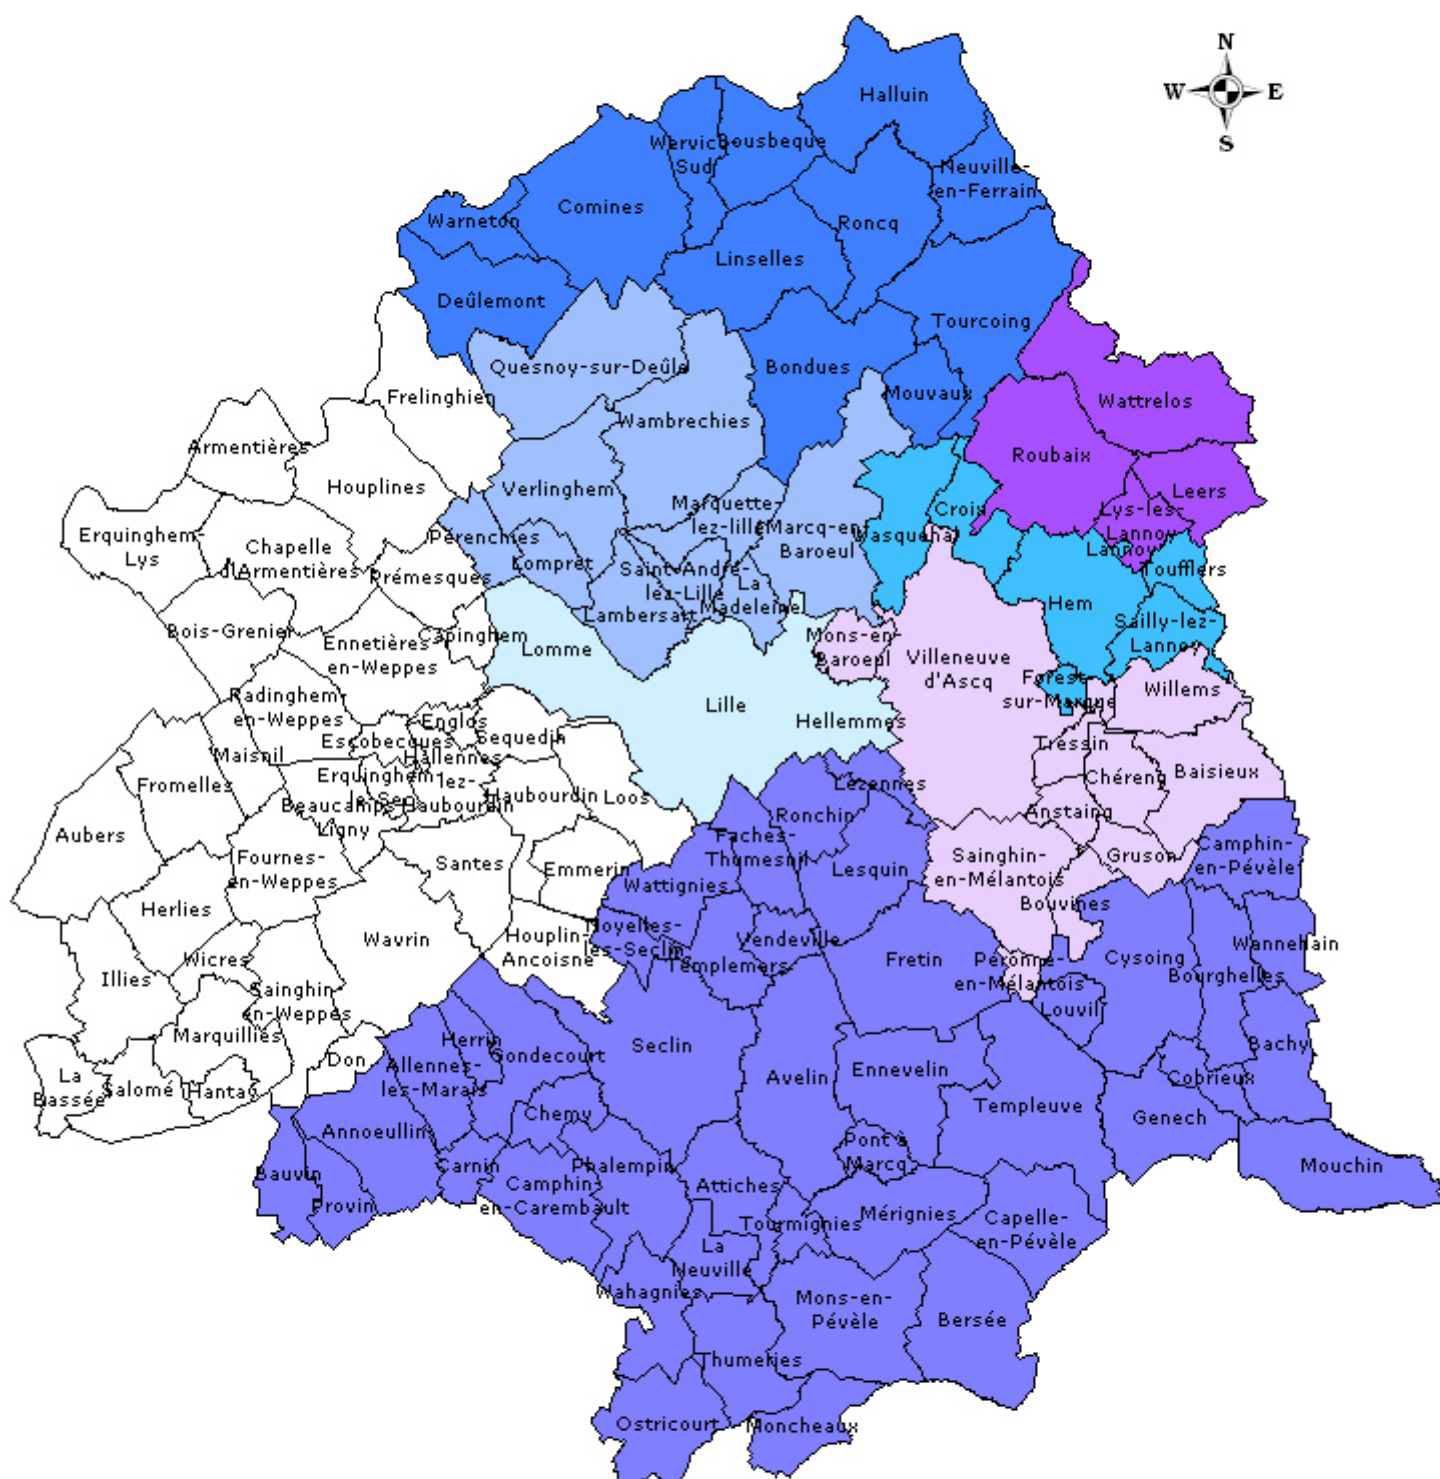 N
W E
S
Halluin
Wervicq-
Sud
Bousbeque
Neuville-
en-Ferrain
Warneton
Comines
Roncq
Linselles
Deûlemont
Tourcoing
Quesnoy-sur-Deûle
Bondues
Mouvaux
Frelinghien
Wambrechies
Wattrelos
Armentières
Houplines
Verlinghem
Roubaix
Leers
Marquette-
lez-lille
Marcq-en-
Baroeul
Croix
Lys-les-
Lannoy
Wasquehal
Pérenchies
Lannoy
Erquinghem-
Lys
Chapelle
d'Armentières
Prémesques
Lompret
Saint-André-
lez-Lille
La
Madeleine
Toufflers
Hem
Lambersart
Sailly-lez-
Lannoy
Bois-Grenier
Ennetières
en-Weppes
Capinghem
Lomme
Mons-en-
Baroeul
Villeneuve
d'Ascq
Forest-
sur-Marque
Willems
Radinghem-
en-Weppes
Lille
Hellemmes
Englos
Sequedin
Escobecques
Maisnil
Hallennes-
lez-
Haubourdin
Tressin
Chéreng
Baisieux
Fromelles
Erquinghem-
le-Sec
Haubourdin
Loos
Lezennes
Beaucamps-
Ligny
Anstaing
Ronchin
Aubers
Faches-
Thumesnil
Camphin-
en-Pévèle
Fournes-
en-Weppes
Santes
Emmerin
Wattignies
Lesquin
Sainghin-
en-Mélantois
Gruson
Bouvines
Herlies
Wavrin
Houplin-
Ancoisne
Noyelles-
les-Seclin
Vendeville
Templemers
Fretin
Péronne-
en-Mélantois
Cysoing
Wannehain
Bourghelles
Wicres
Illies
Sainghin-
en-Weppes
Louvil
Marquillies
Don
Herrin
Gondecourt
Seclin
Bachy
Allennes-
les-Marais
Avelin
Ennevelin
Cobrieux
La
Bassée
Salomé
Hantay
Chemy
Templeuve
Genech
Annoeullin
Pont à
Marcq
Bauvin
Carnin
Phalempin
Attiches
Mouchin
Provin
Camphin-
en-Carembault
Tourmignies
Mérignies
Capelle-
en-Pévèle
La
Neuville
Wahagnies
Mons-en-
Pévèle
Bersée
Thumeries
Ostricourt
Moncheaux